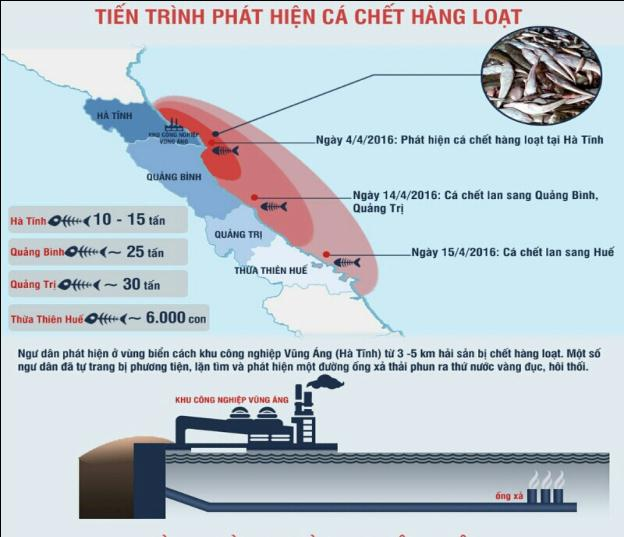 TIẾN TRÌNH PHÁT HIỆN CÁ CHẾT HÀNG LOẠT
HÀ TĨNH
KHU CÔNG NGHIỆP
VŨNG ÁNG
Ngày 4/4/2016: Phát hiện cá chết hàng loạt tại Hà Tĩnh
QUẢNG BÌNH
Ngày 14/4/2016: Cá chết lan sang Quảng Bình,
Quảng Trị
QUẢNG TRỊ
Ngày 15/4/2016: Cá chết lan sang Huế
THỪA THIÊN HUẾ
Hà Tĩnh 10 - 15 tấn
Quảng Bình ~ 25 tấn
Quảng Trị ~ 30 tấn
Thừa Thiên Huế ~ 6.000 con
Ngư dân phát hiện ở vùng biển cách khu công nghiệp Vũng Áng (Hà Tĩnh) từ 3 -5 km hải sản bị chết hàng loạt. Một số
ngư dân đã tự trang bị phương tiện, lặn tìm và phát hiện một đường ống xả thải phun ra thứ nước vàng đục, hôi thối.
KHU CÔNG NGHIỆP VŨNG ÁNG
ống xả